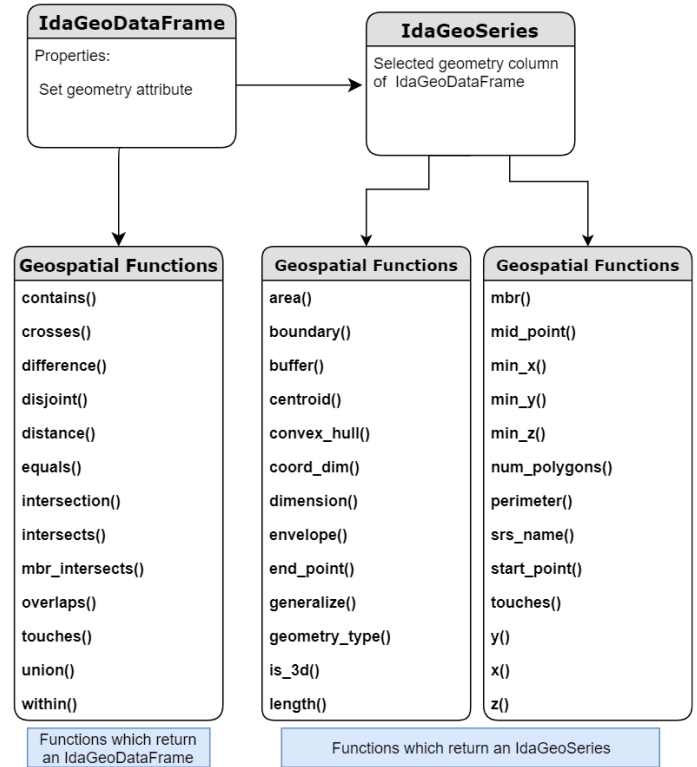 IdaGeoDataFrame
Properties:
Set geometry attribute
IdaGeoSeries
Selected geometry column
of IdaGeoDataFrame
Geospatial Functions
contains()
crosses()
difference()
disjoint()
distance()
equals()
intersection()
intersects()
mbr_intersects()
overlaps()
touches()
union()
within()
Functions which return
an IdaGeoDataFrame
Geospatial Functions
area()
boundary()
buffer()
centroid()
convex_hull()
coord_dim()
dimension()
envelope()
end_point()
generalize()
geometry_type()
is_3d()
length()
Geospatial Functions
mbr()
mid_point()
min_x()
min_y()
min_z()
num_polygons()
perimeter()
srs_name()
start_point()
touches()
y()
x()
z()
Functions which return an IdaGeoSeries